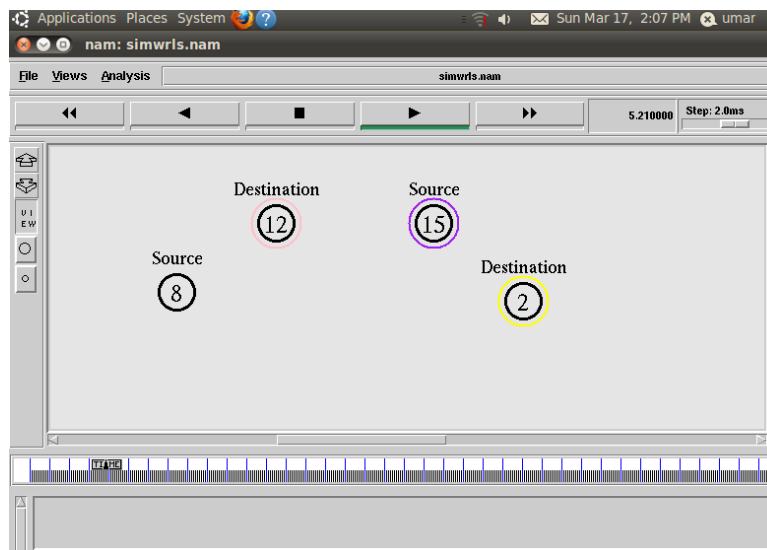 Applications Places System ? Sun Mar 17, 2:07 PM umar
nam: simwrls.nam
File Views Analysis simwrls.nam
5.210000 Step: 2.0ms
VIEW
Destination Source
12 15
Source Destination
8 2
TIME